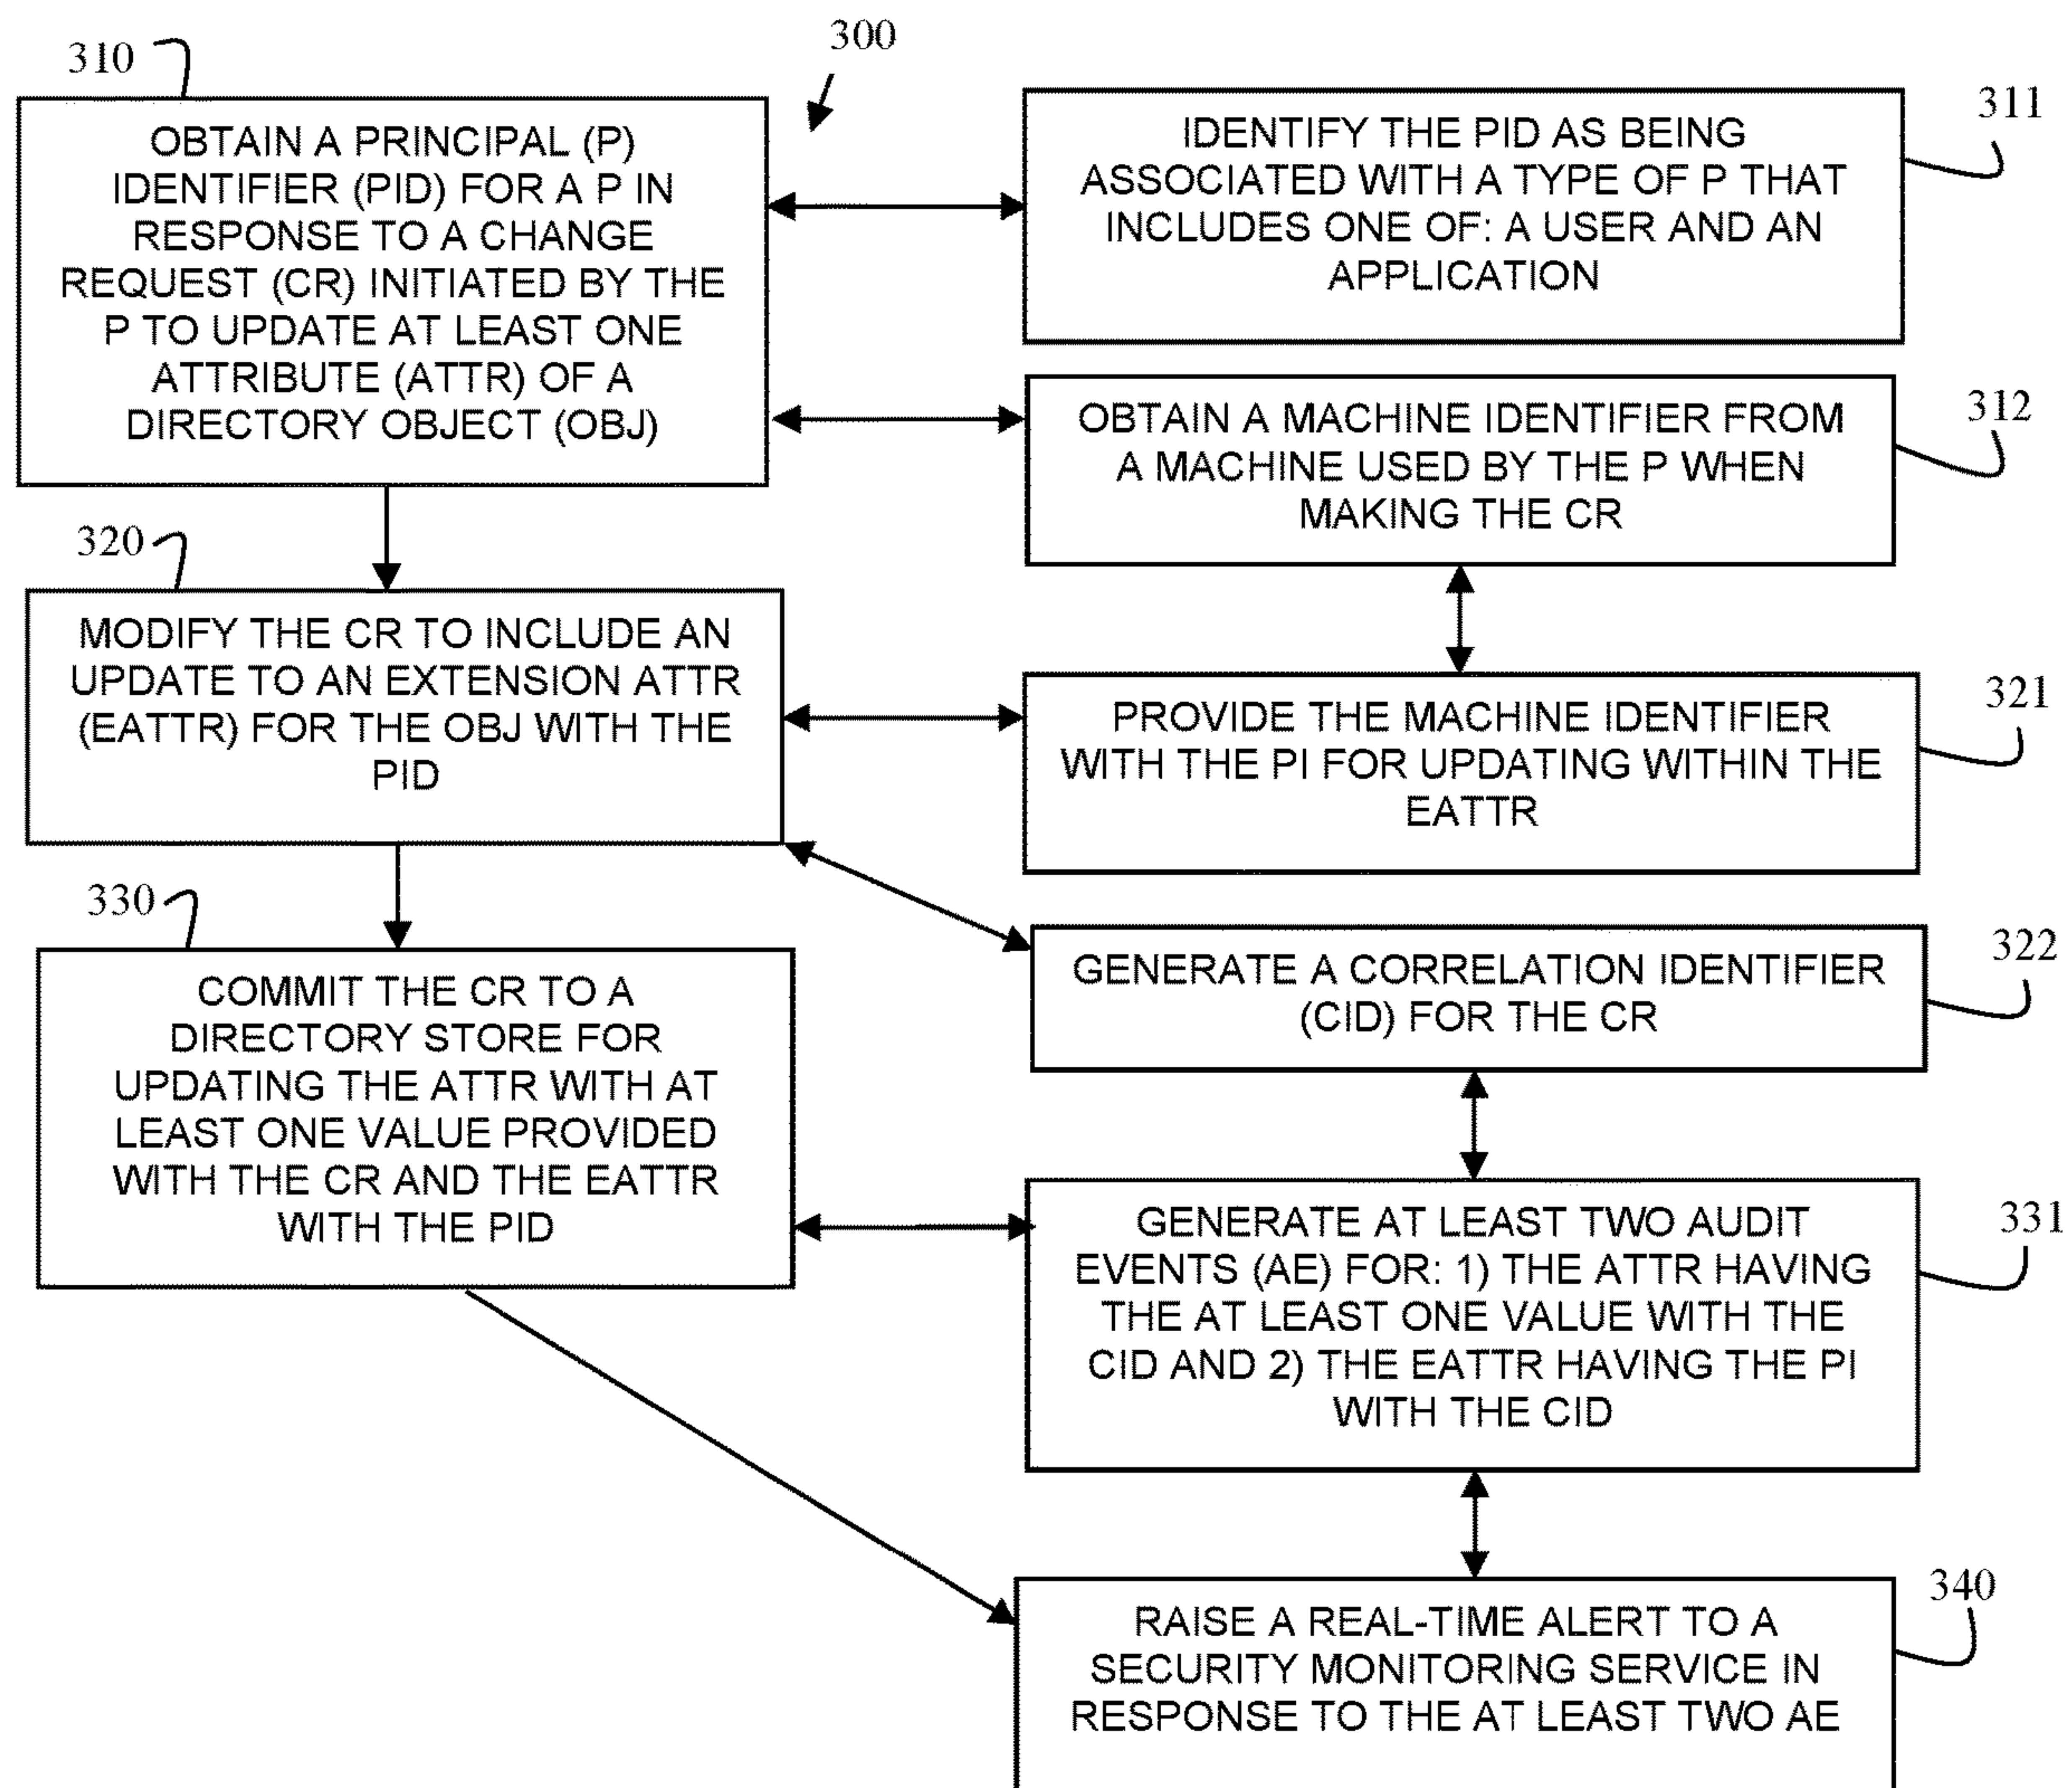 300
310
OBTAIN A PRINCIPAL (P)
IDENTIFIER (PID) FOR A P IN
RESPONSE TO A CHANGE
REQUEST (CR) INITIATED BY THE
P TO UPDATE AT LEAST ONE
ATTRIBUTE (ATTR) OF A
DIRECTORY OBJECT (OBJ)
311
IDENTIFY THE PID AS BEING
ASSOCIATED WITH A TYPE OF P THAT
INCLUDES ONE OF: A USER AND AN
APPLICATION
312
OBTAIN A MACHINE IDENTIFIER FROM
A MACHINE USED BY THE P WHEN
MAKING THE CR
320
MODIFY THE CR TO INCLUDE AN
UPDATE TO AN EXTENSION ATTR
(EATTR) FOR THE OBJ WITH THE
PID
321
PROVIDE THE MACHINE IDENTIFIER
WITH THE PI FOR UPDATING WITHIN THE
EATTR
322
GENERATE A CORRELATION IDENTIFIER
(CID) FOR THE CR
330
COMMIT THE CR TO A
DIRECTORY STORE FOR
UPDATING THE ATTR WITH AT
LEAST ONE VALUE PROVIDED
WITH THE CR AND THE EATTR
WITH THE PID
331
GENERATE AT LEAST TWO AUDIT
EVENTS (AE) FOR: 1) THE ATTR HAVING
THE AT LEAST ONE VALUE WITH THE
CID AND 2) THE EATTR HAVING THE PI
WITH THE CID
340
RAISE A REAL-TIME ALERT TO A
SECURITY MONITORING SERVICE IN
RESPONSE TO THE AT LEAST TWO AE